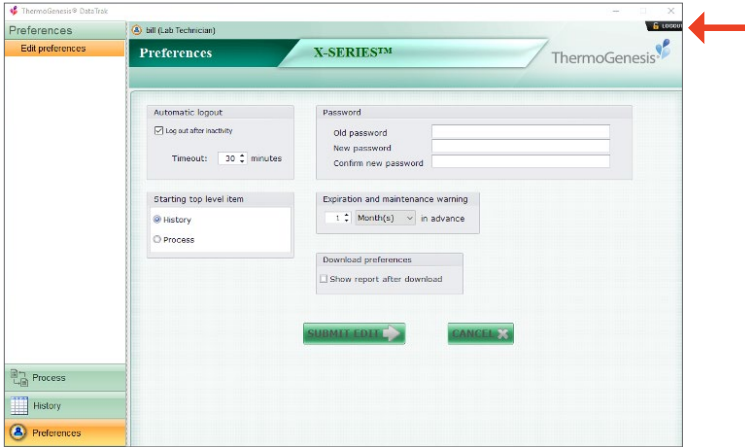 ThermoGenesis® DataTrak
Preferences
Edit preferences
bill (Lab Technician)
LOGOUT
Preferences
X-SERIES™
ThermoGenesis
Automatic logout
Log out after inactivity
Timeout: 30 minutes
Password
Old password
New password
Confirm new password
Starting top level item
History
Process
Expiration and maintenance warning
1 Month(s) in advance
Download preferences
Show report after download
SUBMIT EDIT
CANCEL
Process
History
Preferences